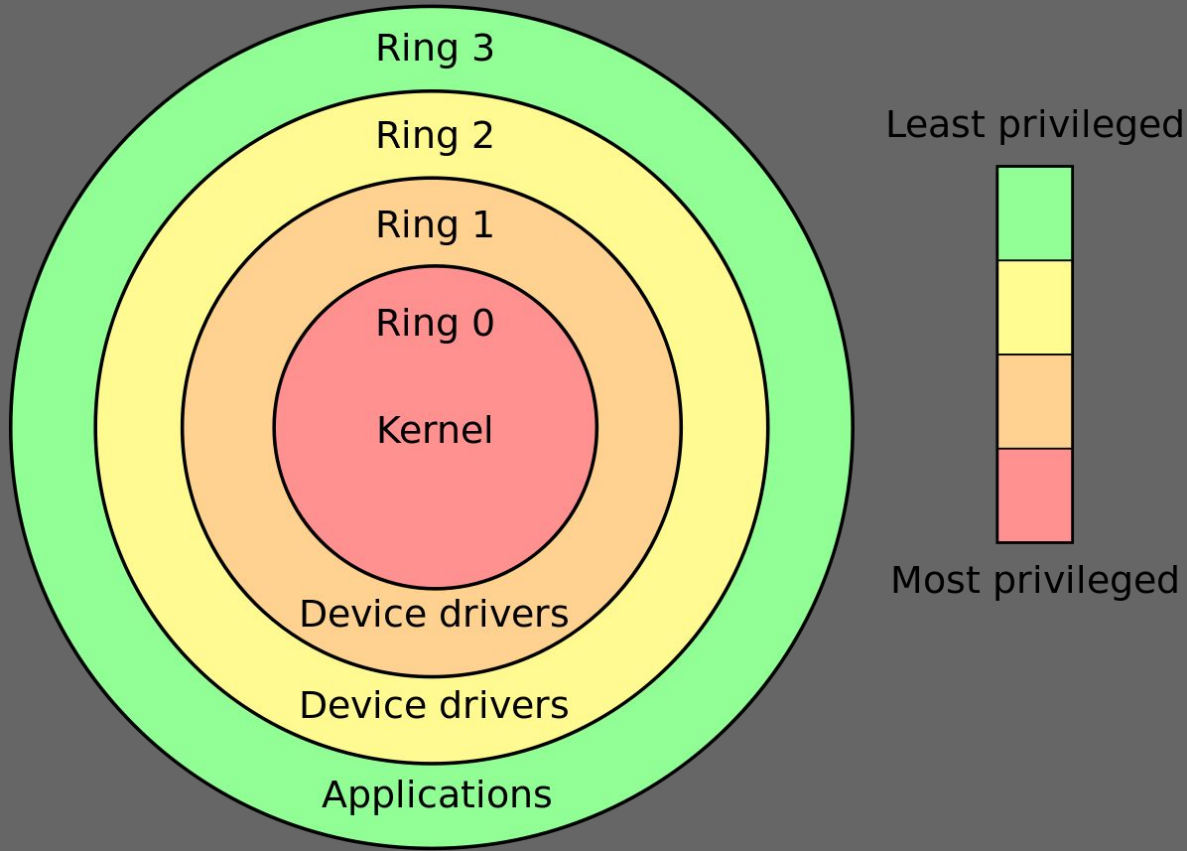 Ring 3
Ring 2
Ring 1
Ring 0
Kernel
Device drivers
Device drivers
Applications
Least privileged
Most privileged